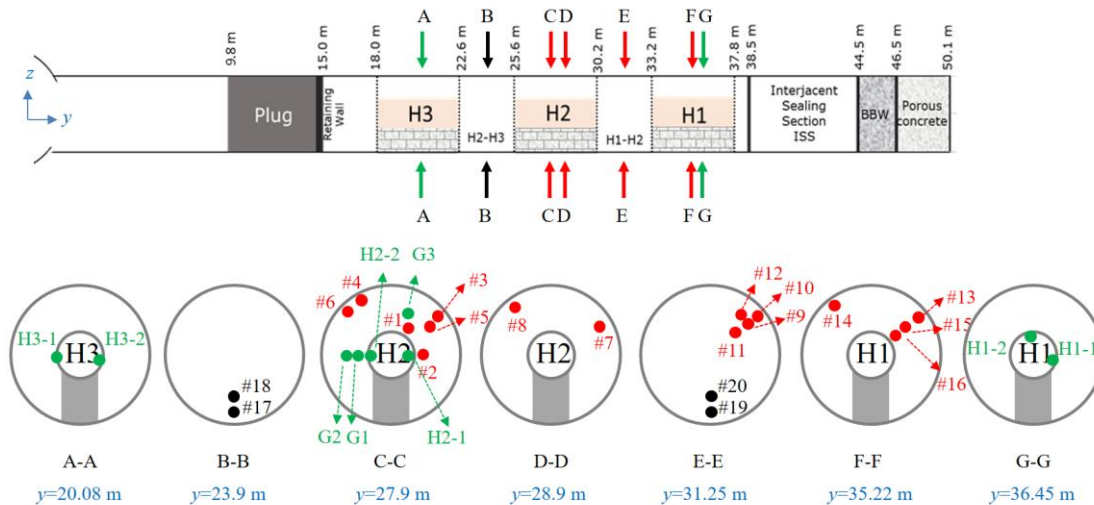 A B C D E F G
9.8 m 15.0 m 18.0 m 22.6 m 25.6 m 30.2 m 33.2 m 37.8 m 38.5 m 44.5 m 46.5 m 50.1 m
z
y
Plug
Retaining
Wall
H3
H2-H3
H2
H1-H2
H1
Interjacent
Sealing
Section
ISS
BBW
Porous
concrete
A B C D E F G
H3-1 H3-2
H3
#18
#17
H2-2 G3
#4 #3
#6
#1 #5
H2
#2
G2 G1 H2-1
#8
#7
H2
#12
#10
#9
#11
#20
#19
#13
#14
#15
H1
#16
H1-2 H1-1
H1
A-A B-B C-C D-D E-E F-F G-G
y=20.08 m y=23.9 m y=27.9 m y=28.9 m y=31.25 m y=35.22 m y=36.45 m